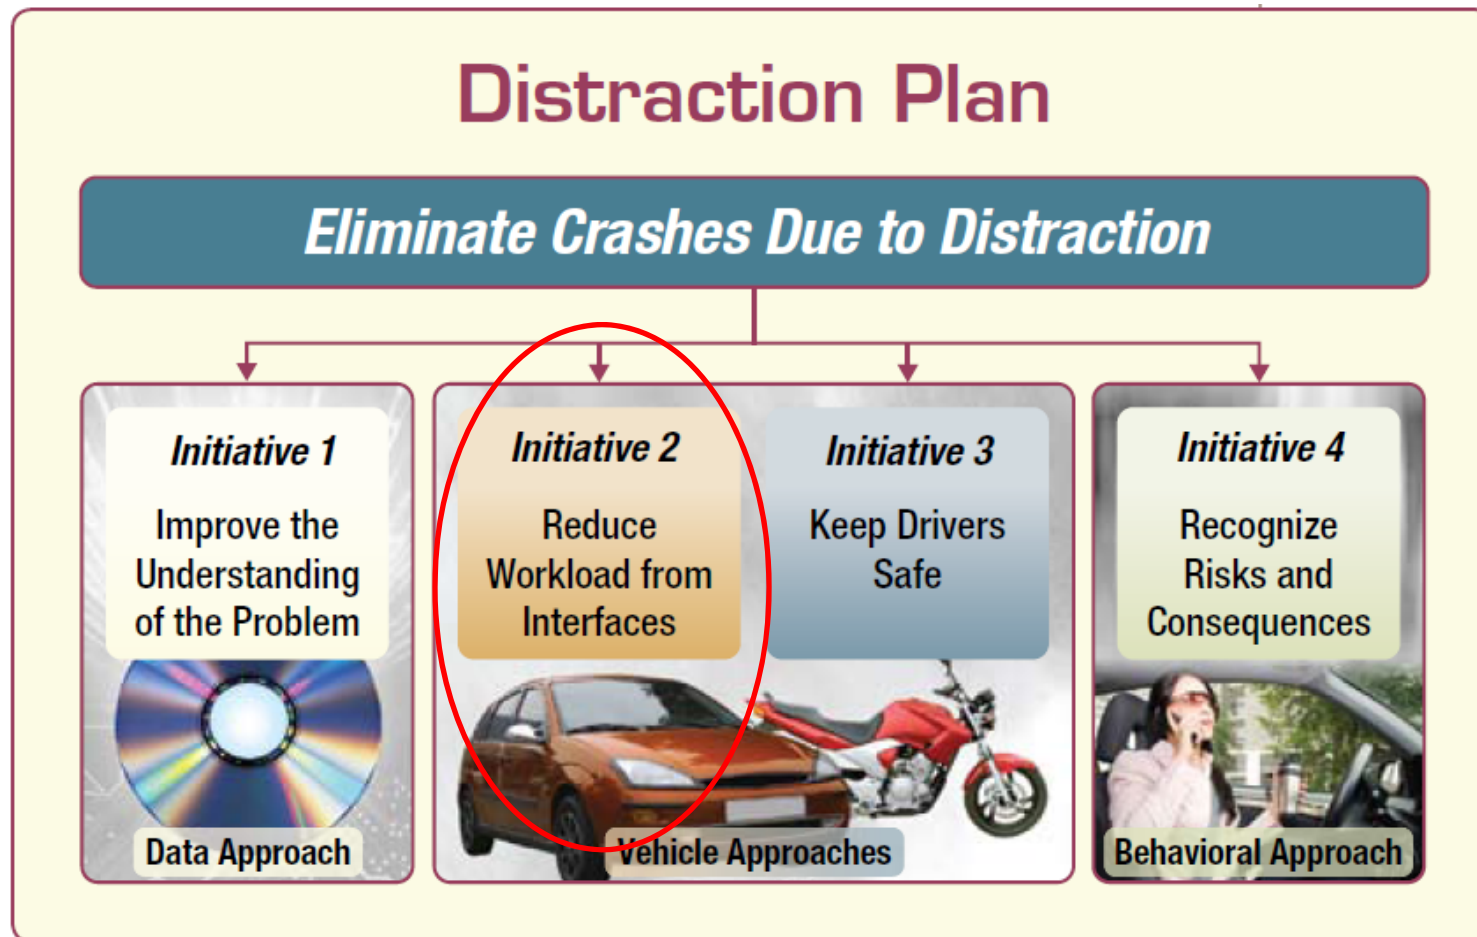 Distraction Plan
Eliminate Crashes Due to Distraction
Initiative 1
Improve the
Understanding
of the Problem
Data Approach
Initiative 2
Reduce
Workload from
Interfaces
Initiative 3
Keep Drivers
Safe
Vehicle Approaches
Initiative 4
Recognize
Risks and
Consequences
Behavioral Approach